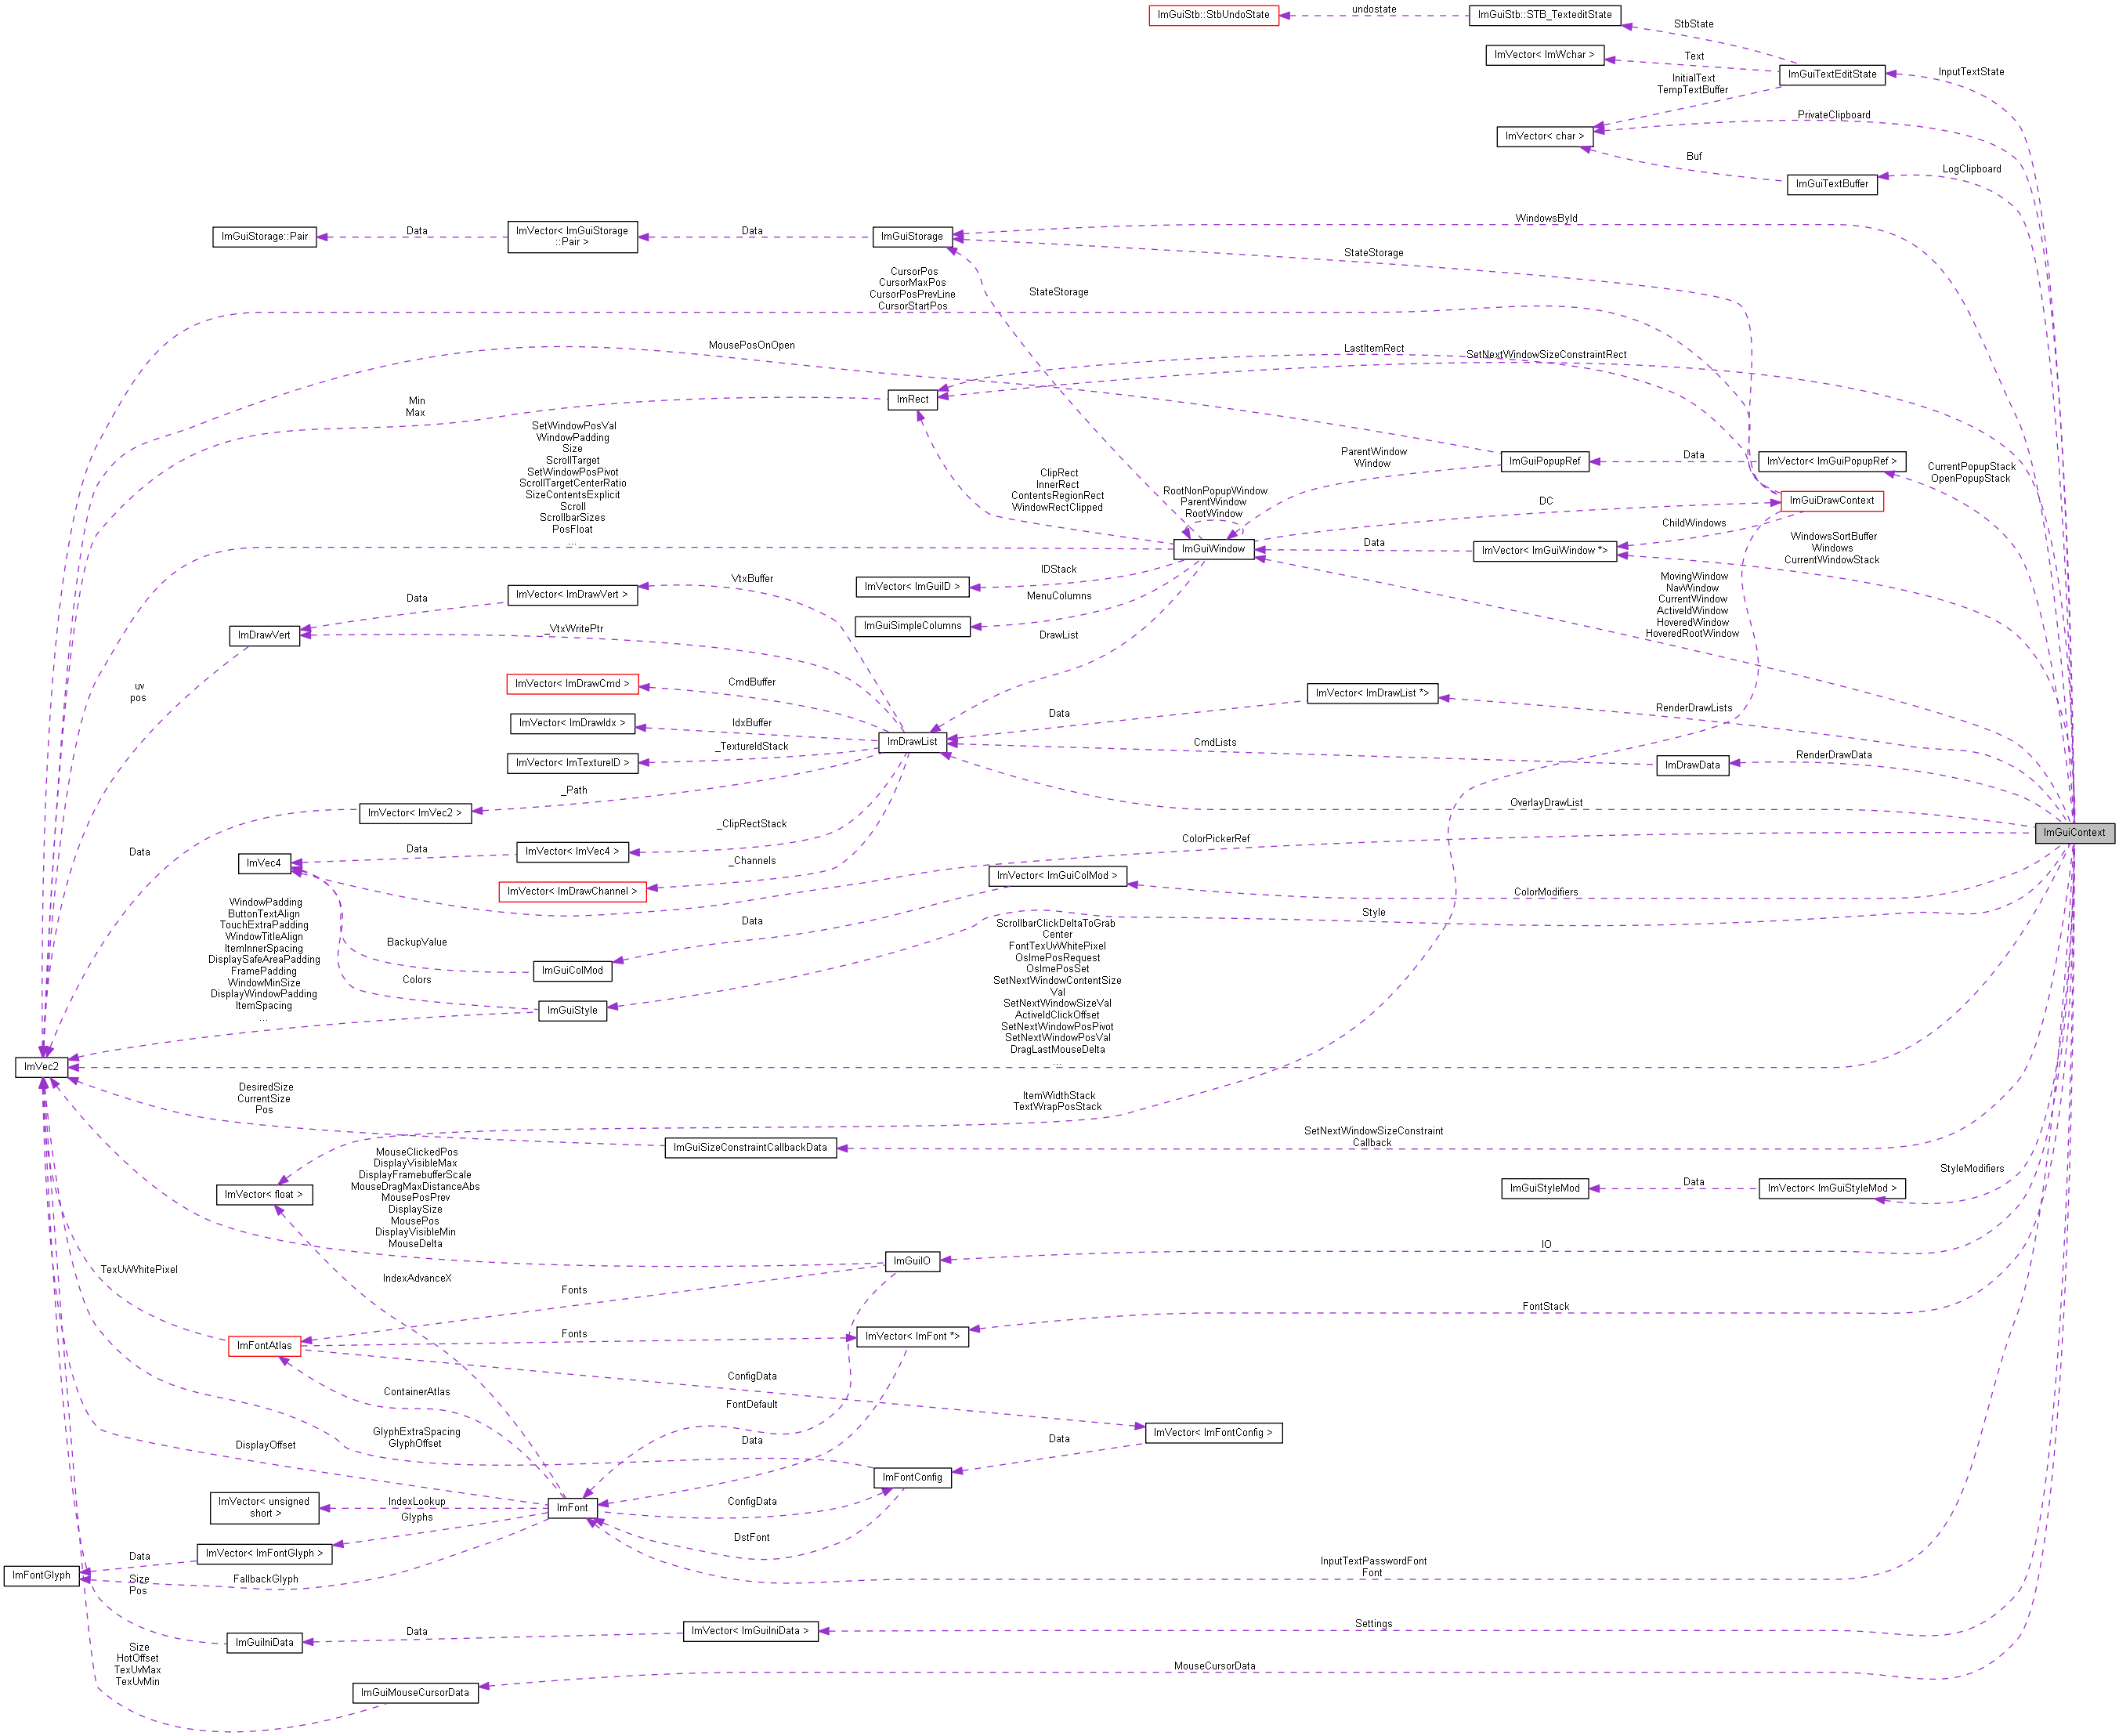 ImGuiStb::StbUndoState
undostate
ImGuiStb::STB_TexteditState
StbState
ImVector< ImWchar >
Text
ImGuiTextEditState
InputTextState
InitialText
TempTextBuffer
PrivateClipboard
ImVector< char >
Buf
ImGuiTextBuffer
LogClipboard
ImGuiStorage::Pair
Data
ImVector< ImGuiStorage
::Pair >
Data
ImGuiStorage
WindowsById
StateStorage
CursorPos
CursorMaxPos
CursorPosPrevLine
CursorStartPos
StateStorage
MousePosOnOpen
LastItemRect
SetNextWindowSizeConstraintRect
Min
Max
ImRect
SetWindowPosVal
WindowPadding
Size
ScrollTarget
SetWindowPosPivot
ScrollTargetCenterRatio
SizeContentsExplicit
Scroll
ScrollbarSizes
PosFloat
...
ClipRect
InnerRect
ContentsRegionRect
WindowRectClipped
RootNonPopupWindow
ParentWindow
RootWindow
ParentWindow
Window
ImGuiPopupRef
Data
ImVector< ImGuiPopupRef >
CurrentPopupStack
OpenPopupStack
DC
ImGuiDrawContext
ChildWindows
ImGuiWindow
Data
ImVector< ImGuiWindow *>
WindowsSortBuffer
Windows
CurrentWindowStack
MovingWindow
NavWindow
CurrentWindow
ActiveIdWindow
HoveredWindow
HoveredRootWindow
IDStack
ImVector< ImGuiID >
MenuColumns
ImGuiSimpleColumns
DrawList
VtxBuffer
ImVector< ImDrawVert >
Data
ImDrawVert
_VtxWritePtr
uv
pos
ImVector< ImDrawCmd >
CmdBuffer
ImVector< ImDrawIdx >
IdxBuffer
ImDrawList
ImVector< ImTextureID >
_TextureIdStack
Data
ImVector< ImDrawList *>
RenderDrawLists
CmdLists
ImDrawData
RenderDrawData
_Path
ImVector< ImVec2 >
OverlayDrawList
ImGuiContext
_ClipRectStack
ImVector< ImVec4 >
Data
ImVec4
Data
ColorPickerRef
_Channels
ImVector< ImDrawChannel >
ImVector< ImGuiColMod >
ColorModifiers
WindowPadding
ButtonTextAlign
TouchExtraPadding
WindowTitleAlign
ItemInnerSpacing
DisplaySafeAreaPadding
FramePadding
WindowMinSize
DisplayWindowPadding
ItemSpacing
...
Data
BackupValue
ImGuiColMod
Colors
ImGuiStyle
Style
ScrollbarClickDeltaToGrab
Center
FontTexUvWhitePixel
OsImePosRequest
OsImePosSet
SetNextWindowContentSize
Val
SetNextWindowSizeVal
ActiveIdClickOffset
SetNextWindowPosPivot
SetNextWindowPosVal
DragLastMouseDelta
...
ImVec2
DesiredSize
CurrentSize
Pos
ItemWidthStack
TextWrapPosStack
ImGuiSizeConstraintCallbackData
SetNextWindowSizeConstraint
Callback
ImVector< float >
MouseClickedPos
DisplayVisibleMax
DisplayFramebufferScale
MouseDragMaxDistanceAbs
MousePosPrev
DisplaySize
MousePos
DisplayVisibleMin
MouseDelta
ImGuiStyleMod
Data
ImVector< ImGuiStyleMod >
StyleModifiers
ImGuiIO
IO
TexUvWhitePixel
IndexAdvanceX
Fonts
FontStack
ImFontAtlas
Fonts
ImVector< ImFont *>
ContainerAtlas
ConfigData
FontDefault
GlyphExtraSpacing
GlyphOffset
DisplayOffset
Data
ImVector< ImFontConfig >
Data
ImFontConfig
ImVector< unsigned
short >
IndexLookup
Glyphs
ImFont
ConfigData
DstFont
ImVector< ImFontGlyph >
Data
ImFontGlyph
FallbackGlyph
Size
Pos
InputTextPasswordFont
Font
ImGuiIniData
Data
ImVector< ImGuiIniData >
Settings
Size
HotOffset
TexUvMax
TexUvMin
ImGuiMouseCursorData
MouseCursorData